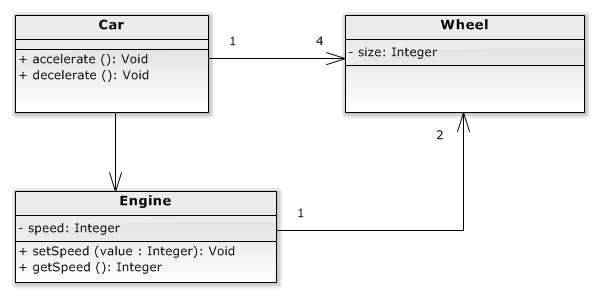 Car
+ accelerate (): Void
+ decelerate (): Void
1
4
Wheel
- size: Integer
2
Engine
- speed: Integer
+ setSpeed (value : Integer): Void
+ getSpeed (): Integer
1